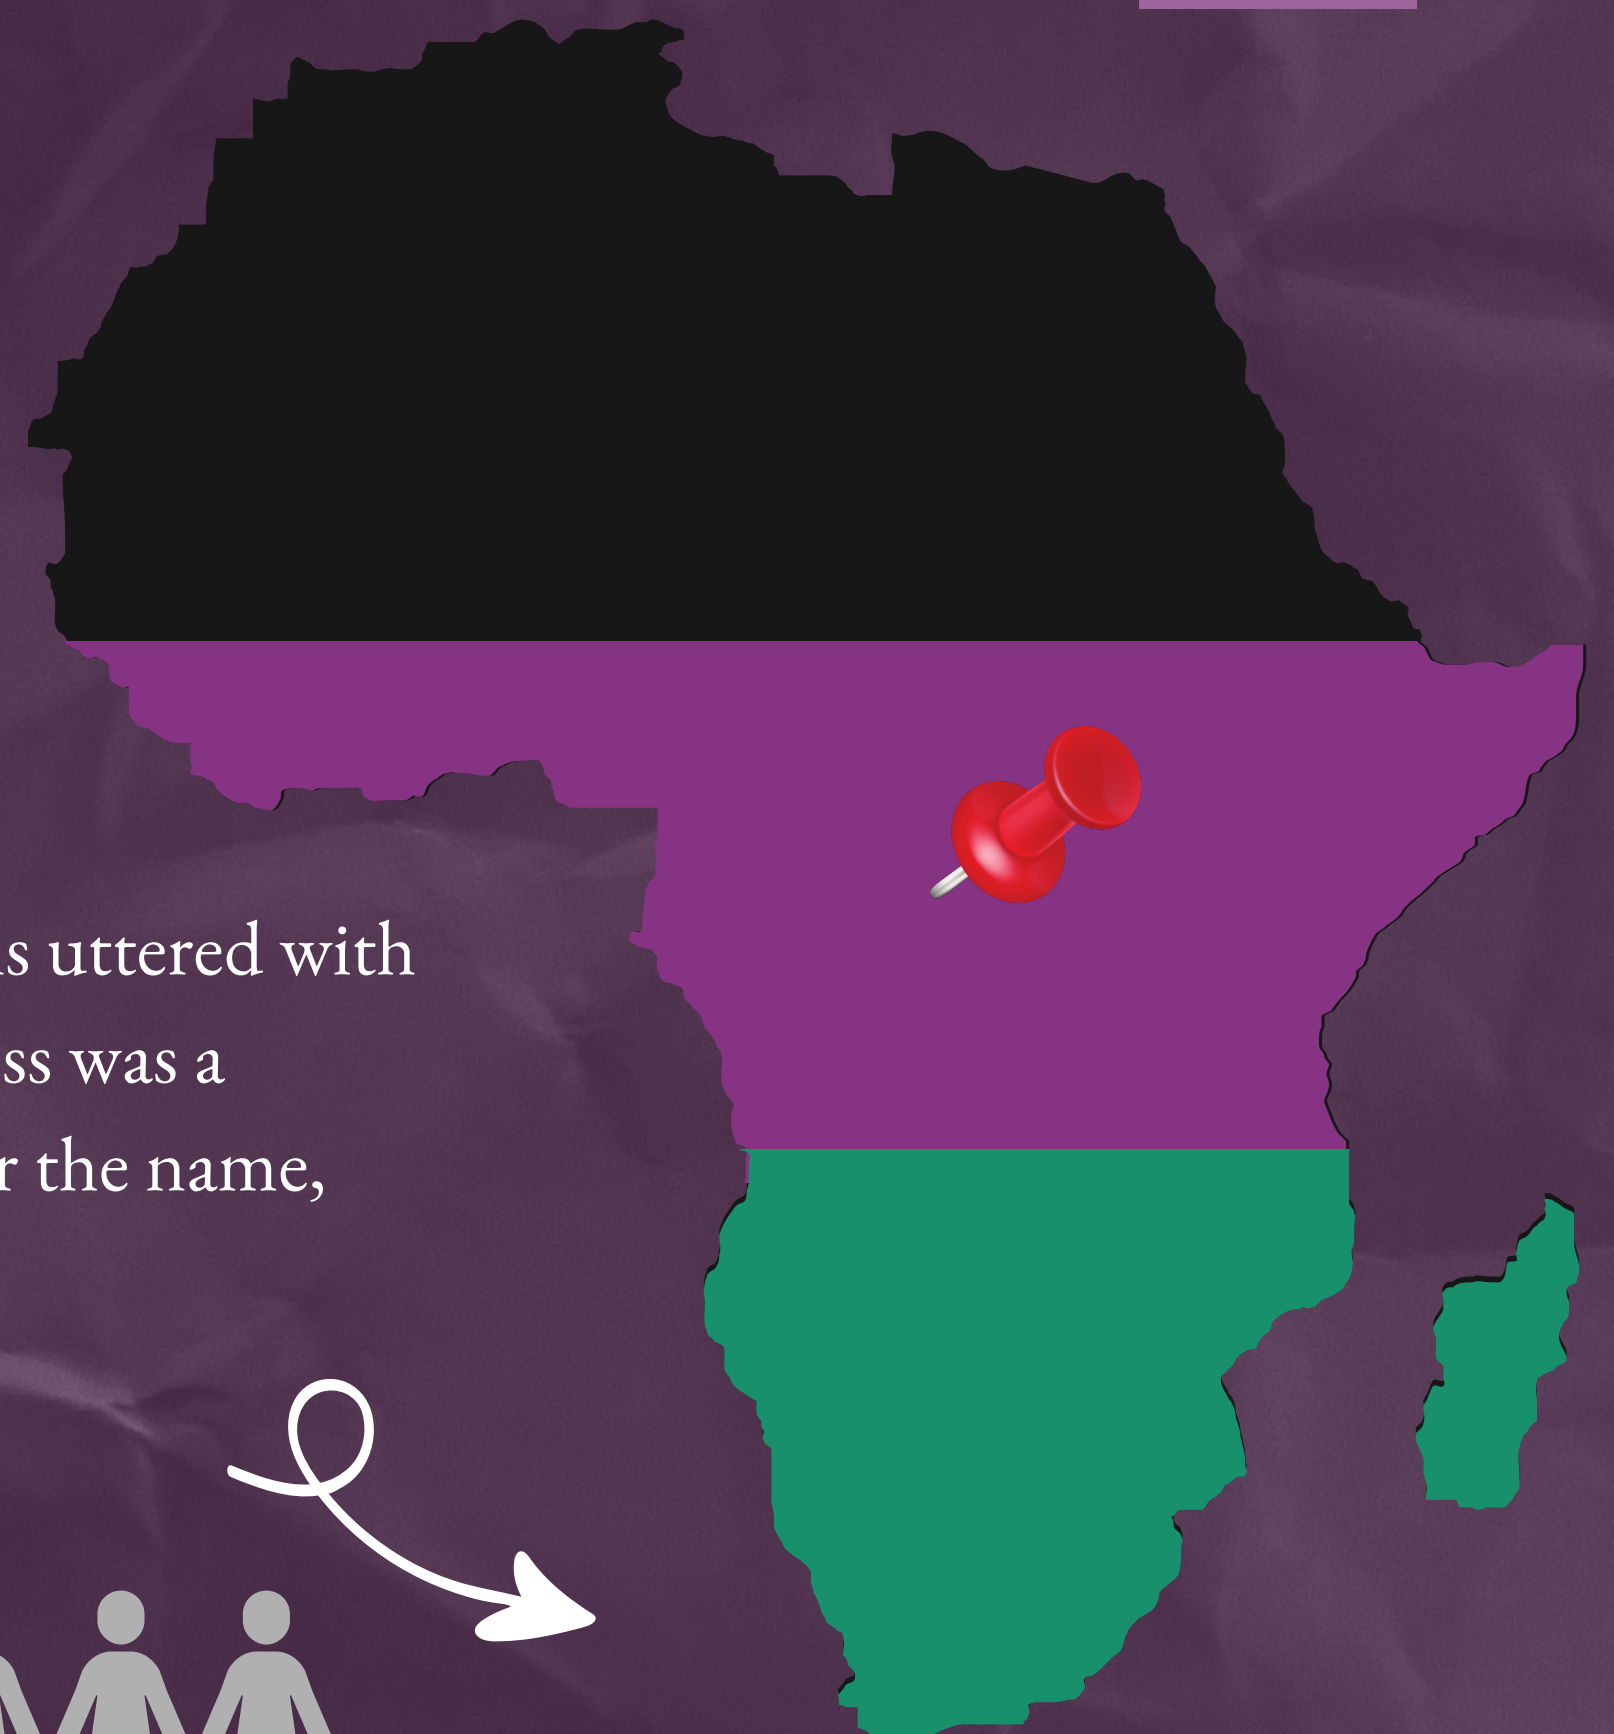 s uttered with
ss was a
r the name,